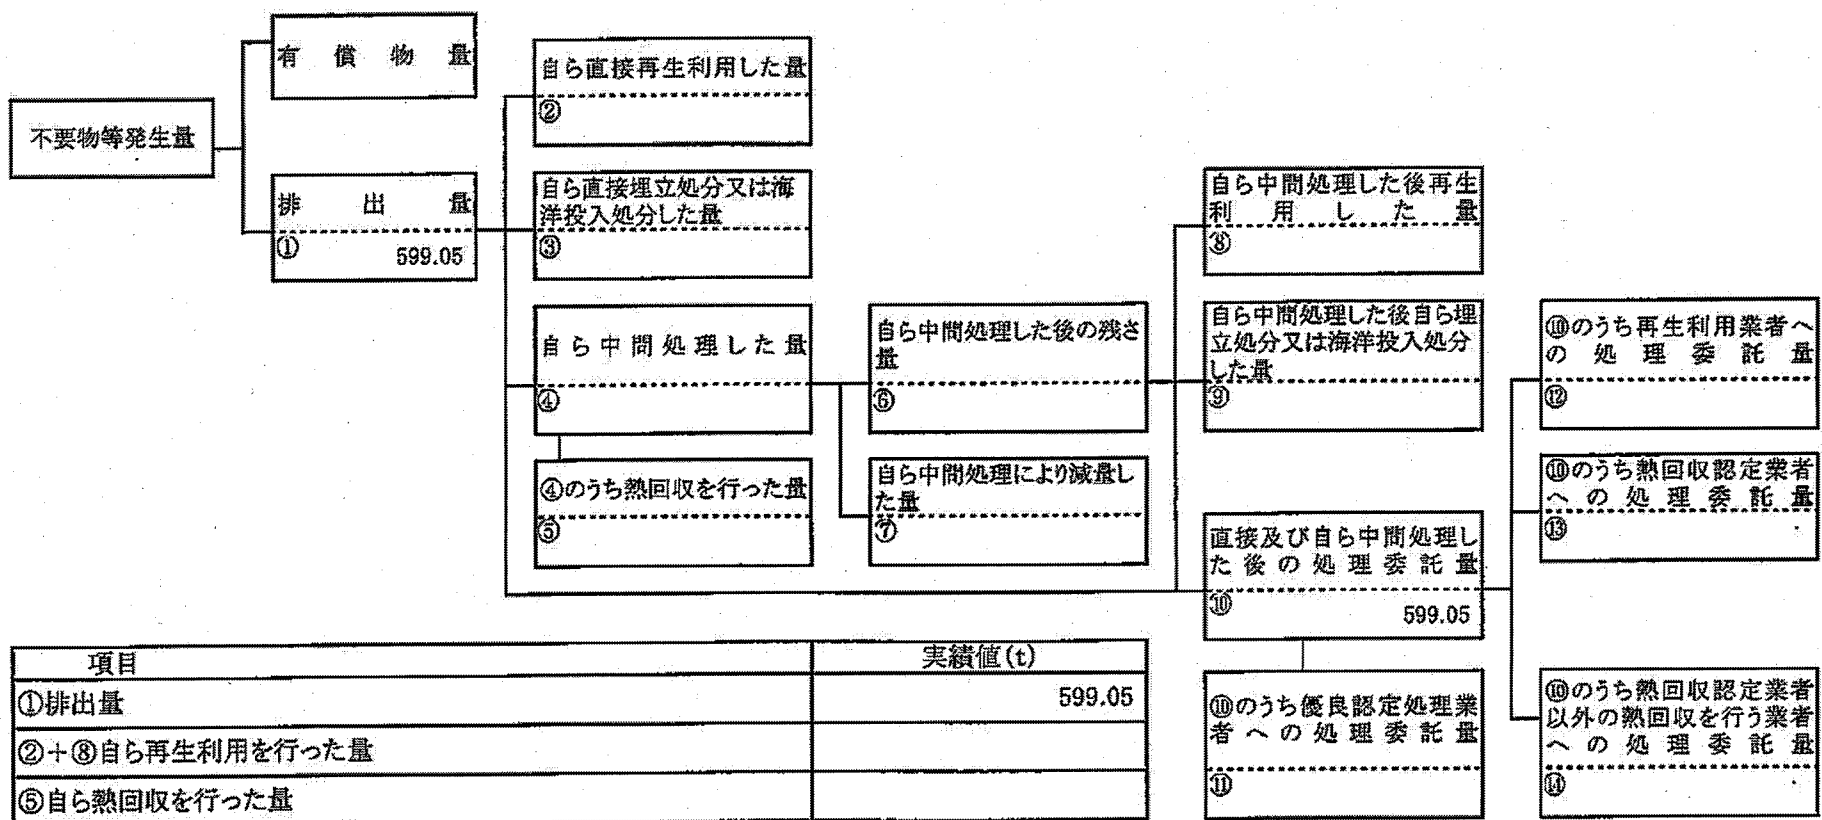 有償物量
不要物等発生量
排出量
①
599.05
自ら直接再生利用した量
②
自ら直接埋立処分又は海
洋投入処分した量
③
自ら中間処理した量
④
④のうち熱回収を行った量
⑤
自ら中間処理した後の残さ
量
⑥
自ら中間処理により減量し
た量
⑦
自ら中間処理した後再生
利用した量
⑧
自ら中間処理した後自ら埋
立処分又は海洋投入処分
した量
⑨
直接及び自ら中間処理し
た後の処理委託量
⑩
599.05
⑩のうち優良認定処理業
者への処理委託量
⑪
⑩のうち再生利用業者へ
の処理委託量
⑫
⑩のうち熱回収認定業者
への処理委託量
⑬
⑩のうち熱回収認定業者
以外の熱回収を行う業者
への処理委託量
⑭
項目 実績値(t)
①排出量 599.05
②+⑧自ら再生利用を行った量
⑤自ら熱回収を行った量